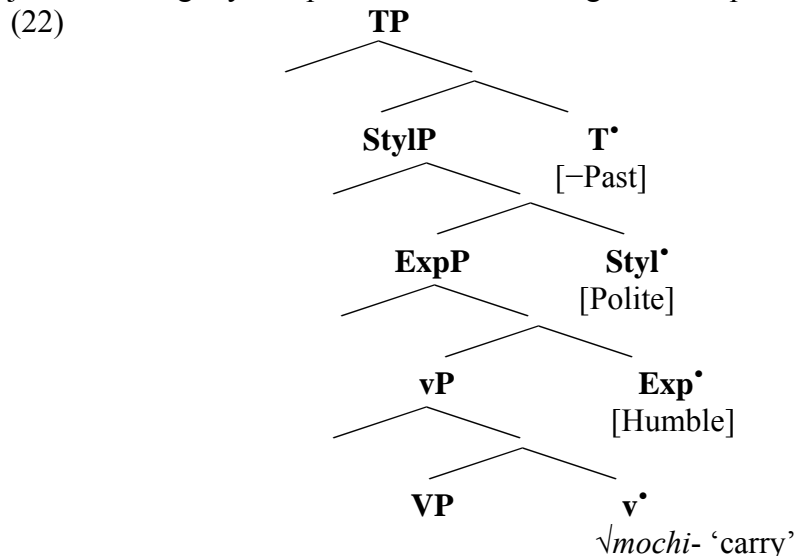 (22)
TP
StylP T•
[−Past]
ExpP Styl•
[Polite]
vP Exp•
[Humble]
VP v•
√mochi- ‘carry’